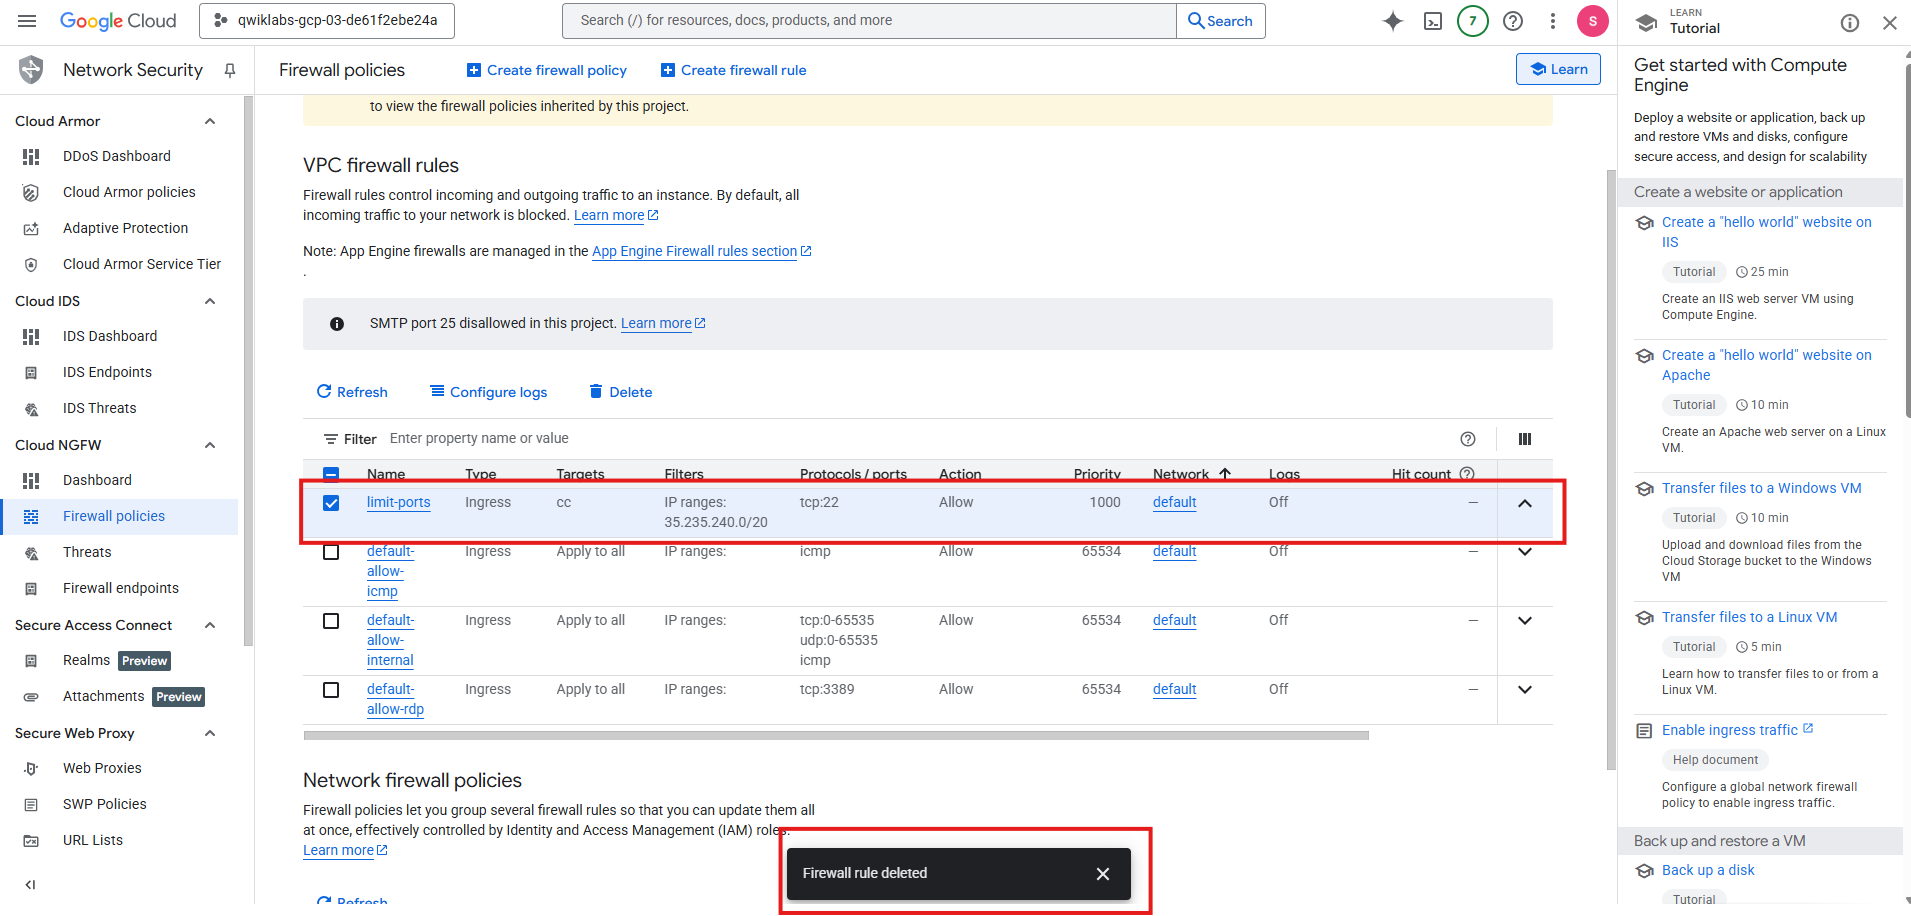 Google Cloud
qwiklabs-gcp-03-de61f2ebe24a
Search (/) for resources, docs, products, and more
Search
7
S
LEARN
Tutorial
Network Security
Firewall policies
Create firewall policy
Create firewall rule
Learn
Cloud Armor
DDoS Dashboard
Cloud Armor policies
Adaptive Protection
Cloud Armor Service Tier
Cloud IDS
IDS Dashboard
IDS Endpoints
IDS Threats
Cloud NGFW
Dashboard
Firewall policies
Threats
Firewall endpoints
Secure Access Connect
Realms Preview
Attachments Preview
Secure Web Proxy
Web Proxies
SWP Policies
URL Lists
to view the firewall policies inherited by this project.
VPC firewall rules
Firewall rules control incoming and outgoing traffic to an instance. By default, all
incoming traffic to your network is blocked. Learn more
Note: App Engine firewalls are managed in the App Engine Firewall rules section
.
SMTP port 25 disallowed in this project. Learn more
Refresh
Configure logs
Delete
Filter Enter property name or value
Name Type Targets Filters Protocols / ports Action Priority Network Logs Hit count
limit-ports Ingress cc IP ranges: tcp:22 Allow 1000 default Off —
35.235.240.0/20
default- Ingress Apply to all IP ranges: icmp Allow 65534 default Off —
allow-
icmp
default- Ingress Apply to all IP ranges: tcp:0-65535 Allow 65534 default Off —
allow- udp:0-65535
internal icmp
default- Ingress Apply to all IP ranges: tcp:3389 Allow 65534 default Off —
allow-rdp
Network firewall policies
Firewall policies let you group several firewall rules so that you can update them all
at once, effectively controlled by Identity and Access Management (IAM) roles.
Learn more
Refresh
Firewall rule deleted
Get started with Compute
Engine
Deploy a website or application, back up
and restore VMs and disks, configure
secure access, and design for scalability
Create a website or application
Create a "hello world" website on
IIS
Tutorial 25 min
Create an IIS web server VM using
Compute Engine.
Create a "hello world" website on
Apache
Tutorial 10 min
Create an Apache web server on a Linux
VM.
Transfer files to a Windows VM
Tutorial 10 min
Upload and download files from the
Cloud Storage bucket to the Windows
VM
Transfer files to a Linux VM
Tutorial 5 min
Learn how to transfer files to or from a
Linux VM.
Enable ingress traffic
Help document
Configure a global network firewall
policy to enable ingress traffic.
Back up and restore a VM
Back up a disk
Tutorial